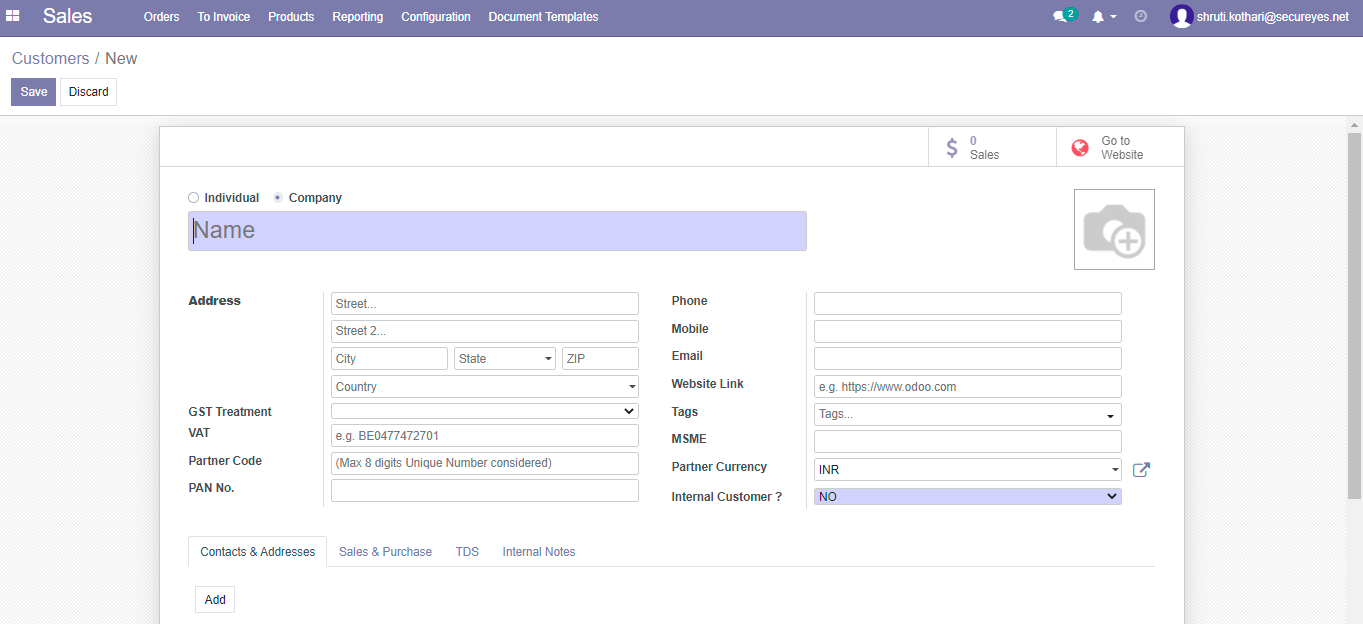 Sales Orders To Invoice Products Reporting Configuration Document Templates 2 shruti.kothari@secureyes.net
Customers / New
Save Discard
$ 0 Sales
Go to Website
Individual Company
Name
Address
Street...
Street 2...
City State ZIP
Country
GST Treatment
VAT e.g. BE0477472701
Partner Code (Max 8 digits Unique Number considered)
PAN No.
Phone
Mobile
Email
Website Link e.g. https://www.odoo.com
Tags Tags...
MSME
Partner Currency INR
Internal Customer ? NO
Contacts & Addresses Sales & Purchase TDS Internal Notes
Add